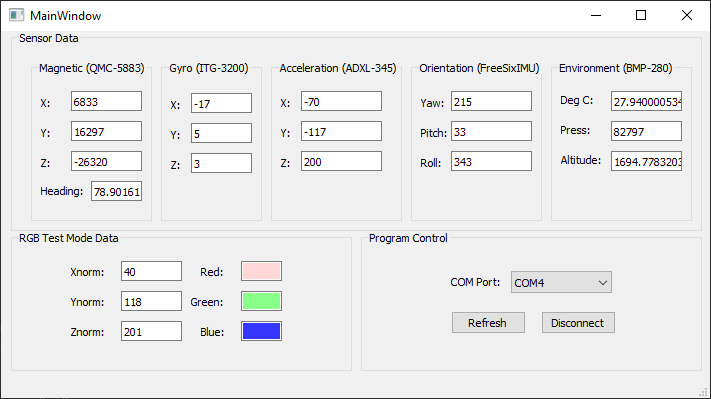 MainWindow
Sensor Data
Magnetic (QMC-5883)
X: 6833
Y: 16297
Z: -26320
Heading: 78.90161
Gyro (ITG-3200)
X: -17
Y: 5
Z: 3
Acceleration (ADXL-345)
X: -70
Y: -117
Z: 200
Orientation (FreeSixIMU)
Yaw: 215
Pitch: 33
Roll: 343
Environment (BMP-280)
Deg C: 27.940000534
Press: 82797
Altitude: 1694.7783203
RGB Test Mode Data
Xnorm: 40 Red:
Ynorm: 118 Green:
Znorm: 201 Blue:
Program Control
COM Port: COM4
Refresh Disconnect